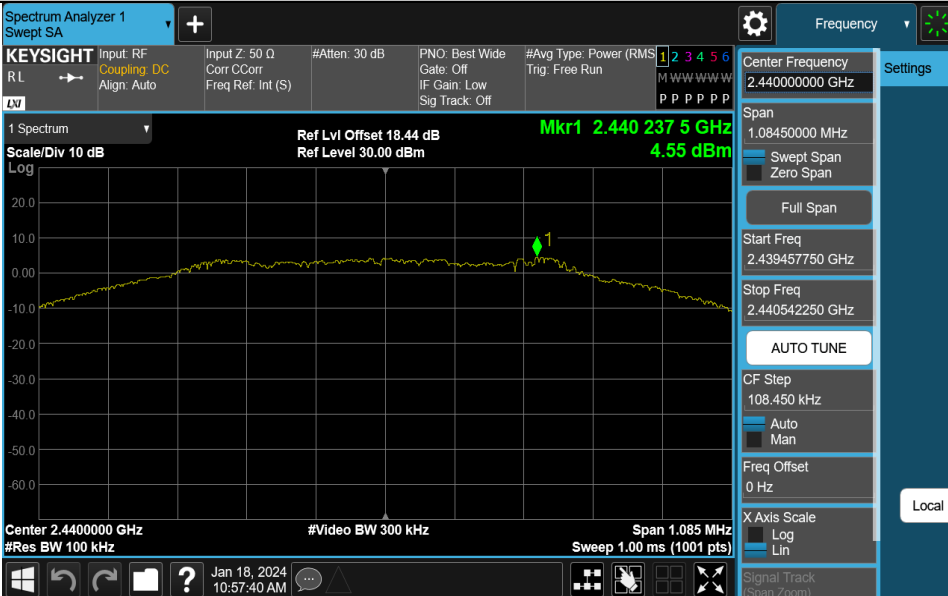 Spectrum Analyzer 1
Swept SA
+
Frequency
KEYSIGHT
RL
LXI
Input: RF
Coupling: DC
Align: Auto
Input Z: 50 Ω
Corr CCorr
Freq Ref: Int (S)
#Atten: 30 dB
PNO: Best Wide
Gate: Off
IF Gain: Low
Sig Track: Off
#Avg Type: Power (RMS
Trig: Free Run
1 2 3 4 5 6
M W W W W W
P P P P P P
1 Spectrum
Scale/Div 10 dB
Log
Ref Lvl Offset 18.44 dB
Ref Level 30.00 dBm
Mkr1 2.440 237 5 GHz
4.55 dBm
20.0
10.0
0.00
-10.0
-20.0
-30.0
-40.0
-50.0
-60.0
1
Center 2.4400000 GHz
#Res BW 100 kHz
#Video BW 300 kHz
Span 1.085 MHz
Sweep 1.00 ms (1001 pts)
Center Frequency
2.440000000 GHz
Span
1.08450000 MHz
Swept Span
Zero Span
Full Span
Start Freq
2.439457750 GHz
Stop Freq
2.440542250 GHz
AUTO TUNE
CF Step
108.450 kHz
Auto
Man
Freq Offset
0 Hz
X Axis Scale
Log
Lin
Signal Track
(Span Zoom)
Settings
Local
?
Jan 18, 2024
10:57:40 AM